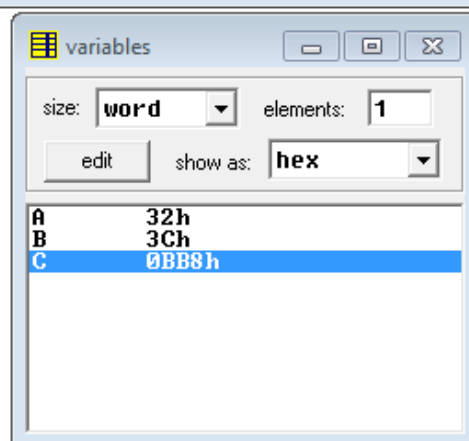 variables
size: word elements: 1
edit show as: hex
A 32h
B 3Ch
C 0BB8h